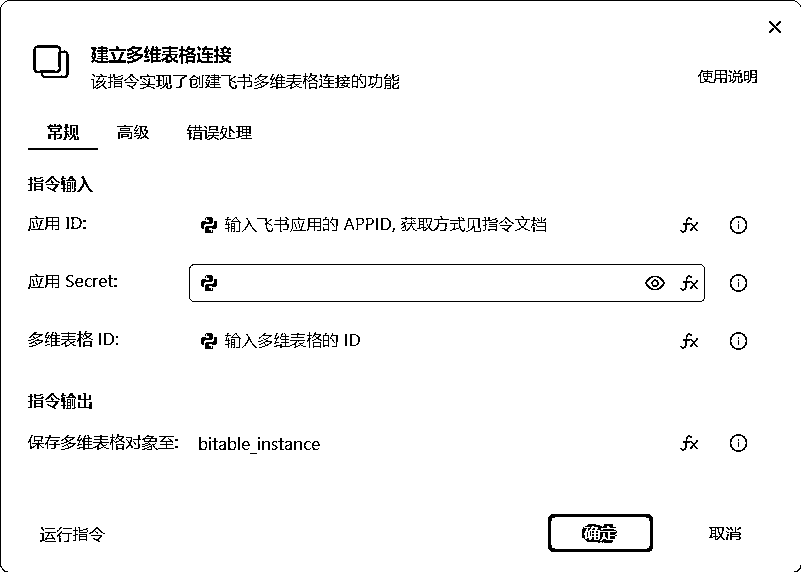 建立多维表格连接
该指令实现了创建飞书多维表格连接的功能
使用说明
常规 高级 错误处理
指令输入
应用 ID: 输入飞书应用的 APPID, 获取方式见指令文档 fx
应用 Secret: fx
多维表格 ID: 输入多维表格的 ID fx
指令输出
保存多维表格对象至: bitable_instance fx
运行指令 确定 取消